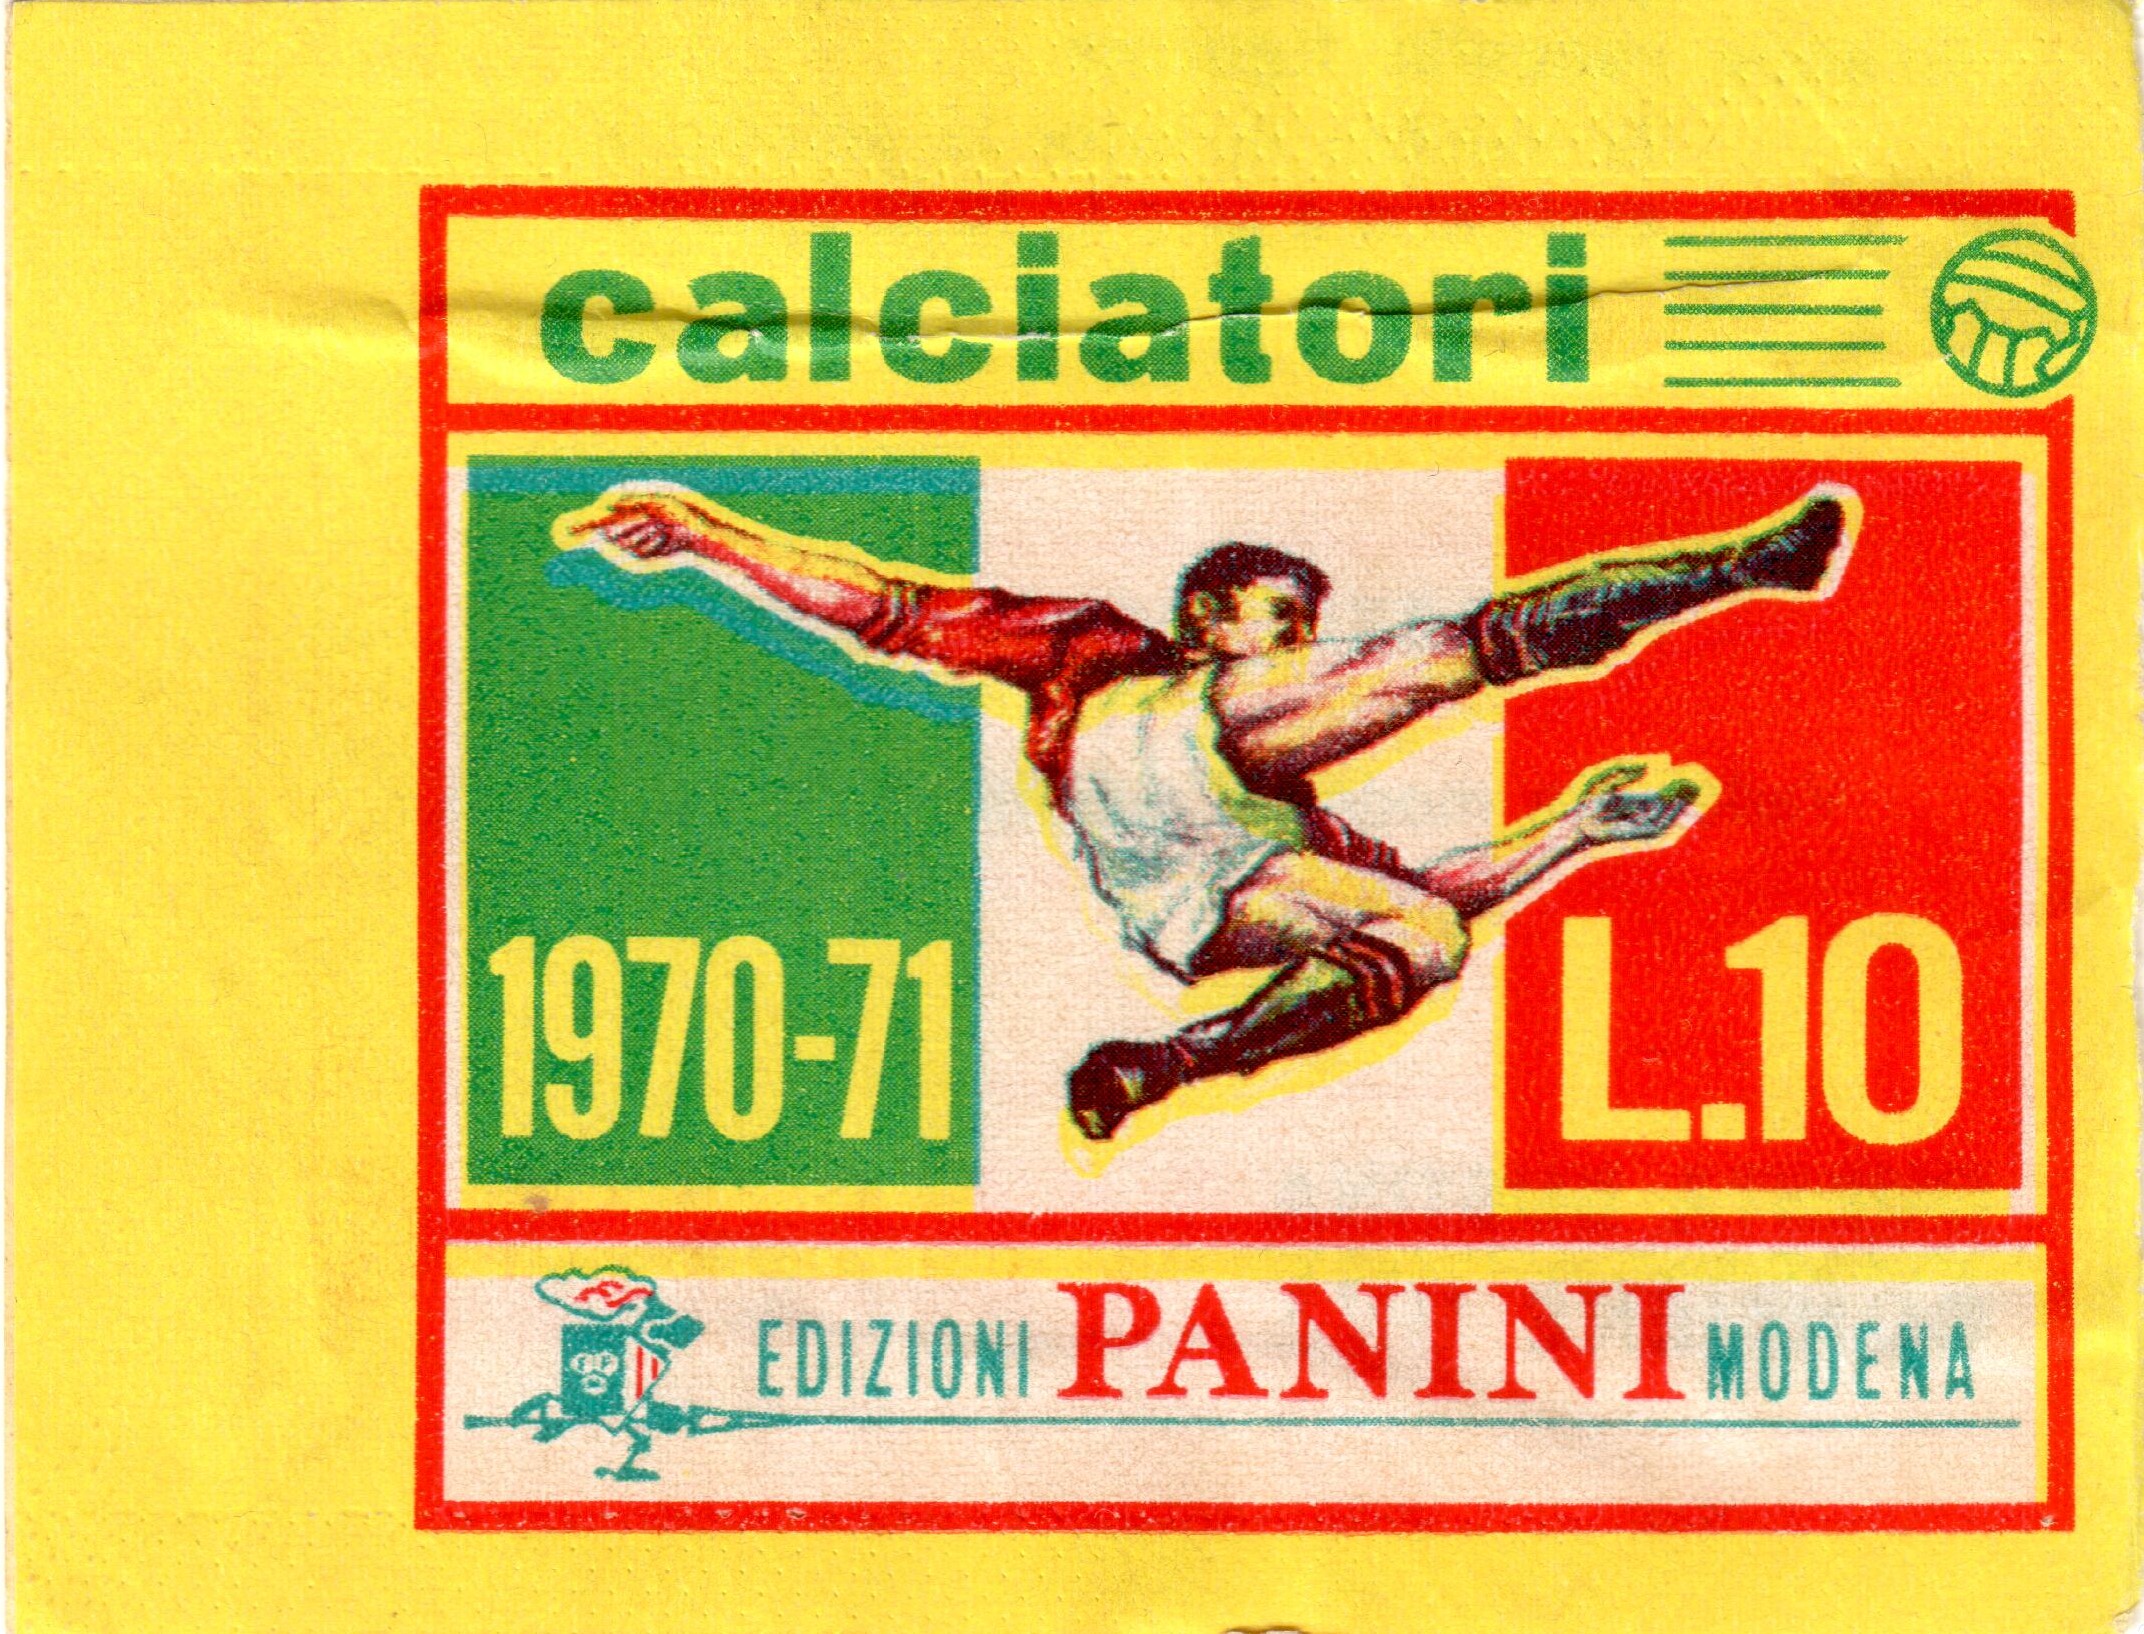 calciatori
1970-71
L.10
EDIZIONI PANINI MODENA